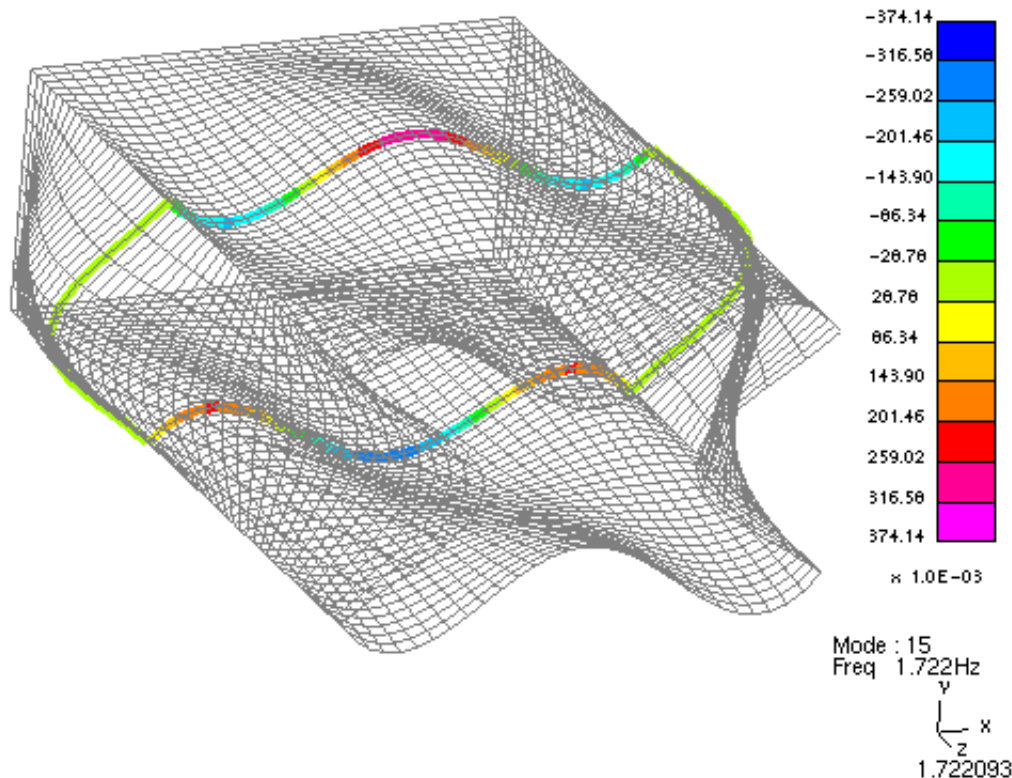 -374.14
-316.58
-259.02
-201.46
-143.90
-86.34
-28.78
28.78
86.34
143.90
201.46
259.02
316.58
374.14
x 1.0E-03
Mode : 15
Freq 1.722Hz
Y
X
Z
1.722093